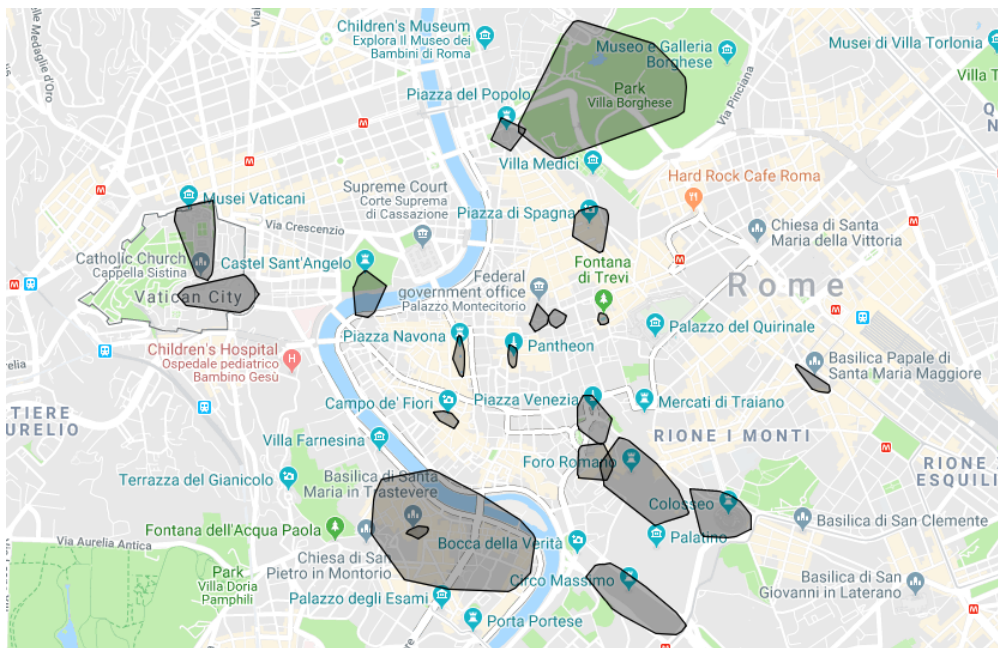 Children's Museum
Explora Il Museo dei
Bambini di Roma
Museo e Galleria
Borghese
Musei di Villa Torlonia
Medaglie d'Oro
Park
Villa Borghese
Piazza del Popolo
Via Pinciana
Villa T
Villa Medici
Hard Rock Cafe Roma
Supreme Court
Corte Suprema
di Cassazione
Musei Vaticani
Piazza di Spagna
Via Crescenzio
Chiesa di Santa
Maria della Vittoria
Catholic Church
Cappella Sistina
Castel Sant'Angelo
Fontana
di Trevi
Federal
government office
Palazzo Montecitorio
Rome
Vatican City
Piazza Navona
Pantheon
Palazzo del Quirinale
Children's Hospital
Ospedale pediatrico
Bambino Gesù
Basilica Papale di
Santa Maria Maggiore
Campo de' Fiori
Piazza Venezia
Mercati di Traiano
TIERE
URELIO
Villa Farnesina
RIONE I MONTI
Foro Romano
RIONE
ESQUILI
Terrazza del Gianicolo
Basilica di Santa
Maria in Trastevere
Colosseo
Fontana dell'Acqua Paola
Basilica di San Clemente
Via Aurelia Antica
Chiesa di San
Pietro in Montorio
Bocca della Verità
Palatino
Park
Villa Doria
Pamphili
Circo Massimo
Basilica di San
Giovanni in Laterano
Palazzo degli Esami
Porta Portese